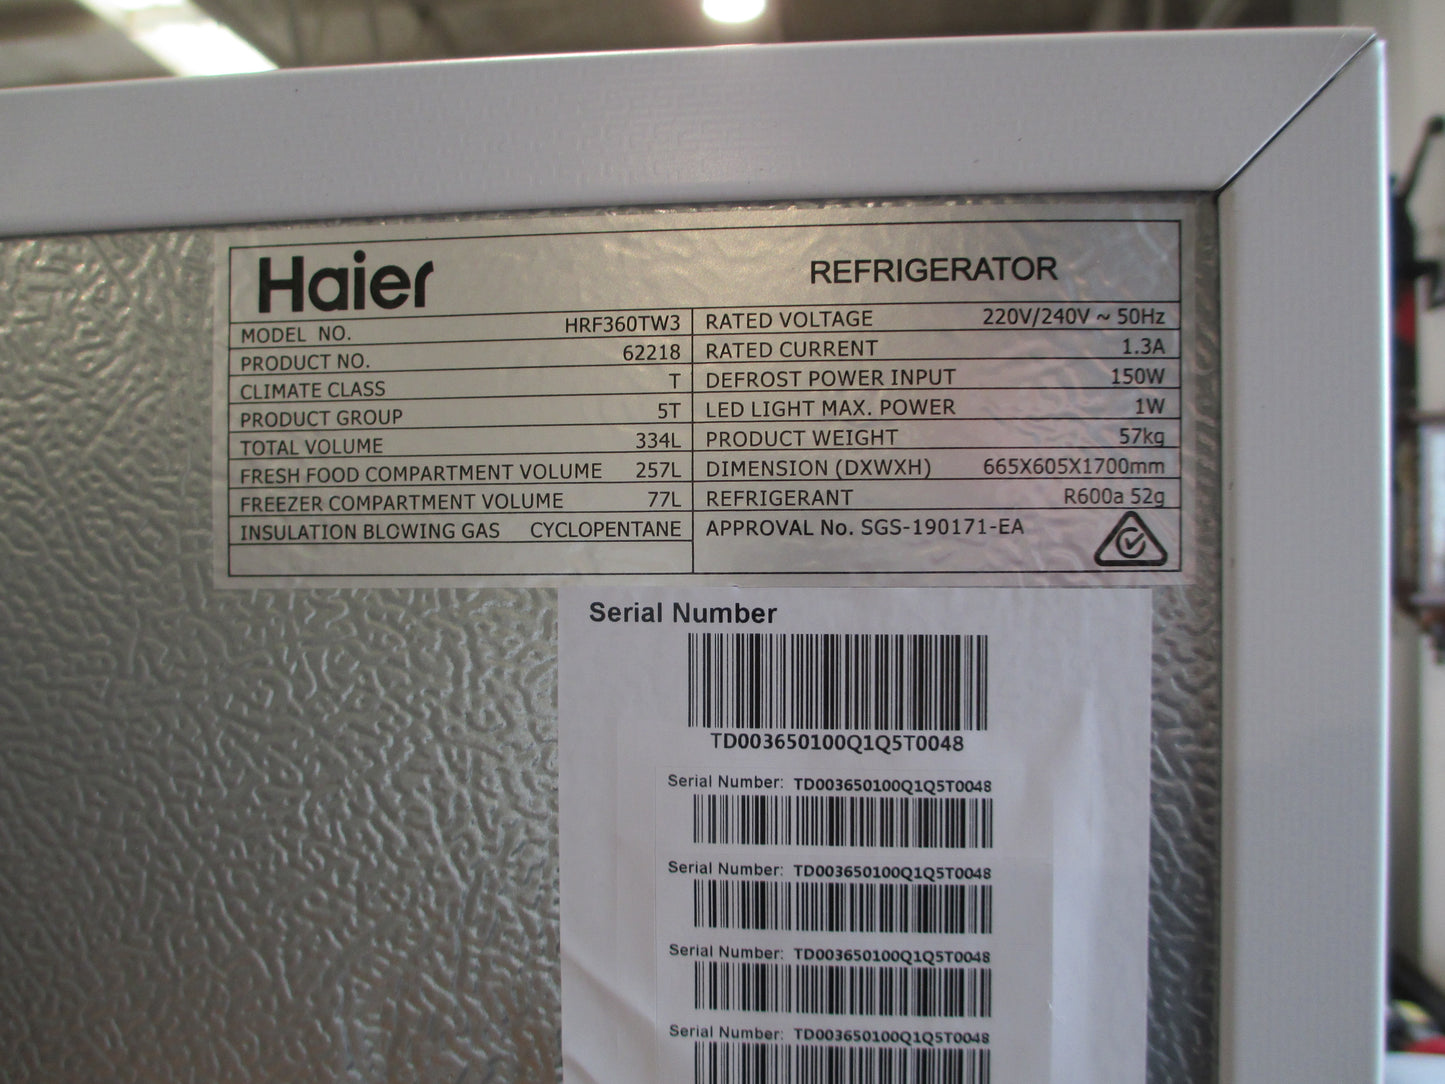 Haier REFRIGERATOR
MODEL NO. HRF360TW3
PRODUCT NO. 62218
CLIMATE CLASS T
PRODUCT GROUP 5T
TOTAL VOLUME 334L
FRESH FOOD COMPARTMENT VOLUME 257L
FREEZER COMPARTMENT VOLUME 77L
INSULATION BLOWING GAS CYCLOPENTANE
RATED VOLTAGE 220V/240V ~ 50Hz
RATED CURRENT 1.3A
DEFROST POWER INPUT 150W
LED LIGHT MAX. POWER 1W
PRODUCT WEIGHT 57kg
DIMENSION (DXWXH) 665X605X1700mm
REFRIGERANT R600a 52g
APPROVAL No. SGS-190171-EA
Serial Number
TD003650100Q1Q5T0048
Serial Number: TD003650100Q1Q5T0048
Serial Number: TD003650100Q1Q5T0048
Serial Number: TD003650100Q1Q5T0048
Serial Number: TD003650100Q1Q5T0048